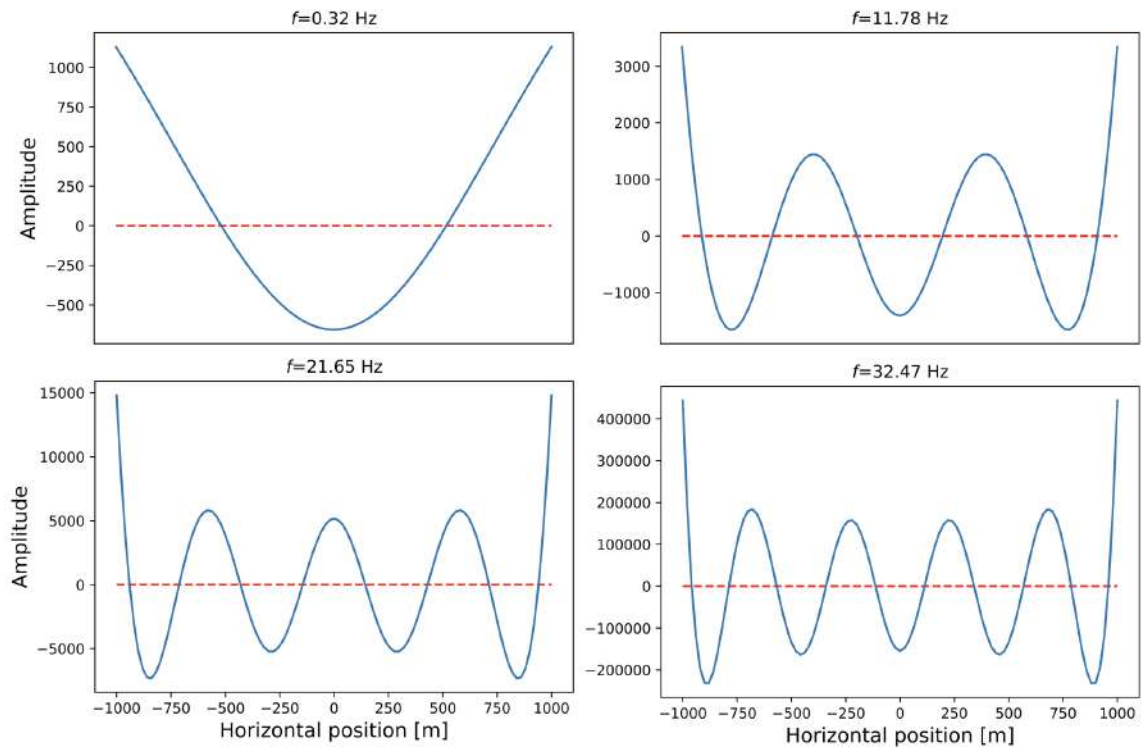 f=0.32 Hz
1000
750
500
250
0
−250
−500
Amplitude
f=11.78 Hz
3000
2000
1000
0
−1000
f=21.65 Hz
15000
10000
5000
0
−5000
Amplitude
−1000 −750 −500 −250 0 250 500 750 1000
Horizontal position [m]
f=32.47 Hz
400000
300000
200000
100000
0
−100000
−200000
−1000 −750 −500 −250 0 250 500 750 1000
Horizontal position [m]